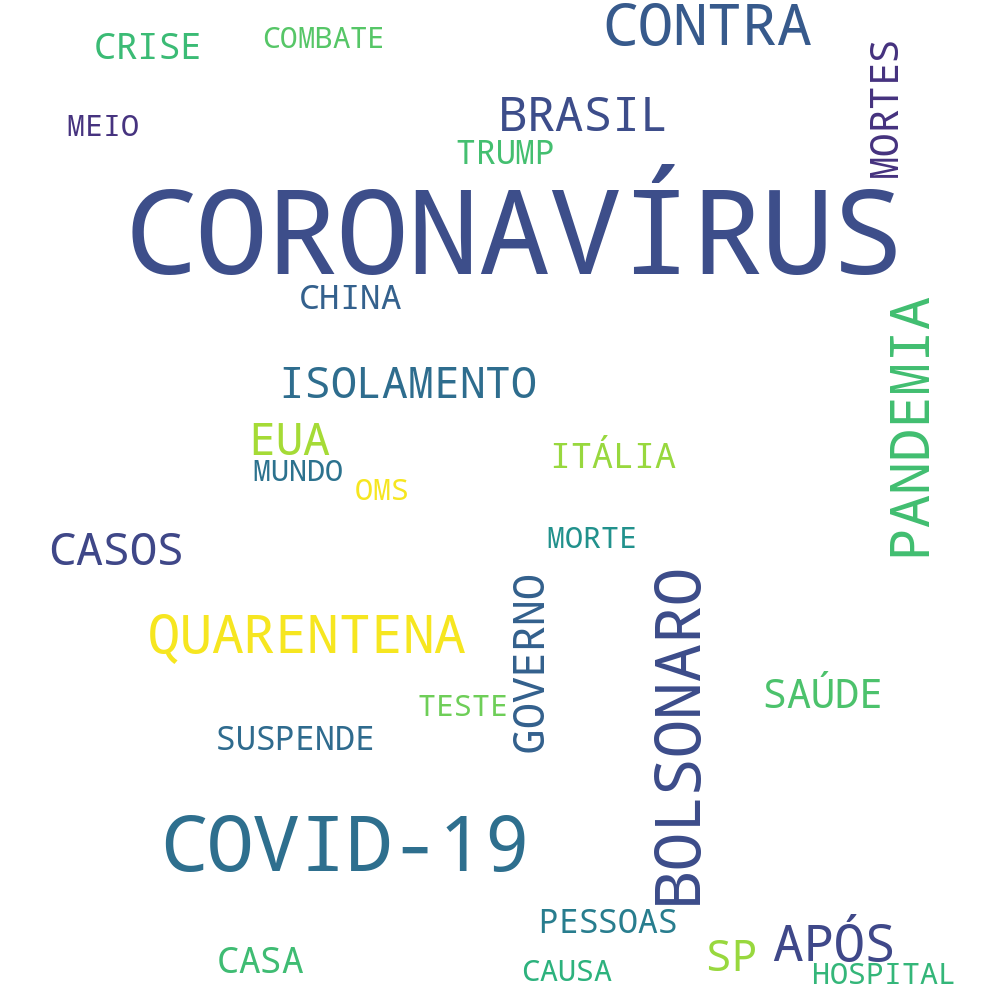 CONTRA
CRISE
COMBATE
MORTES
BRASIL
MEIO
TRUMP
CORONAVÍRUS
CHINA
PANDEMIA
ISOLAMENTO
EUA
ITÁLIA
MUNDO
OMS
MORTE
CASOS
BOLSONARO
GOVERNO
QUARENTENA
SAÚDE
TESTE
SUSPENDE
COVID-19
PESSOAS
APÓS
SP
CASA
CAUSA
HOSPITAL